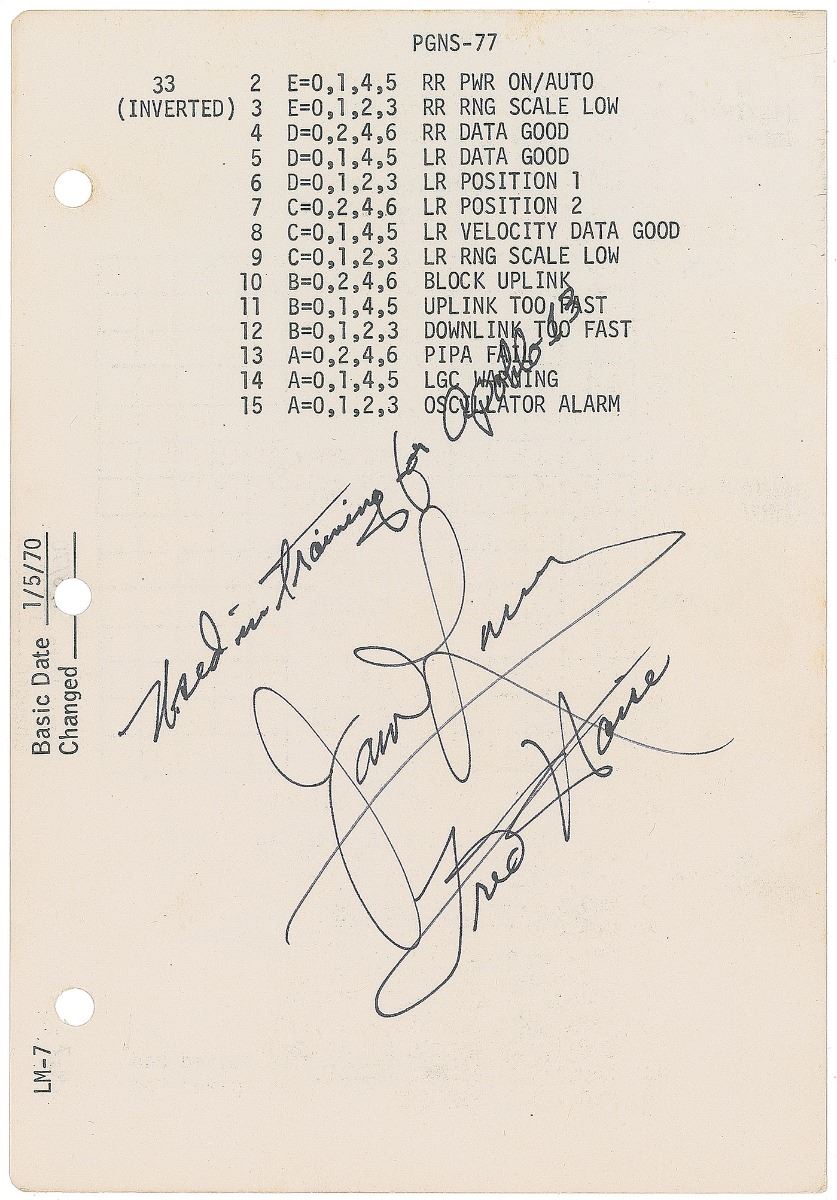 PGNS-77
33 2 E=0,1,4,5 RR PWR ON/AUTO
(INVERTED) 3 E=0,1,2,3 RR RNG SCALE LOW
4 D=0,2,4,6 RR DATA GOOD
5 D=0,1,4,5 LR DATA GOOD
6 D=0,1,2,3 LR POSITION 1
7 C=0,2,4,6 LR POSITION 2
8 C=0,1,4,5 LR VELOCITY DATA GOOD
9 C=0,1,2,3 LR RNG SCALE LOW
10 B=0,2,4,6 BLOCK UPLINK
11 B=0,1,4,5 UPLINK TOO FAST
12 B=0,1,2,3 DOWNLINK TOO FAST
13 A=0,2,4,6 PIPA FAIL
14 A=0,1,4,5 LGC WARNING
15 A=0,1,2,3 OSCILLATOR ALARM
Used in training for Apollo 13
James Lovell
Fred Haise
Basic Date 1/5/70
Changed
LM-7